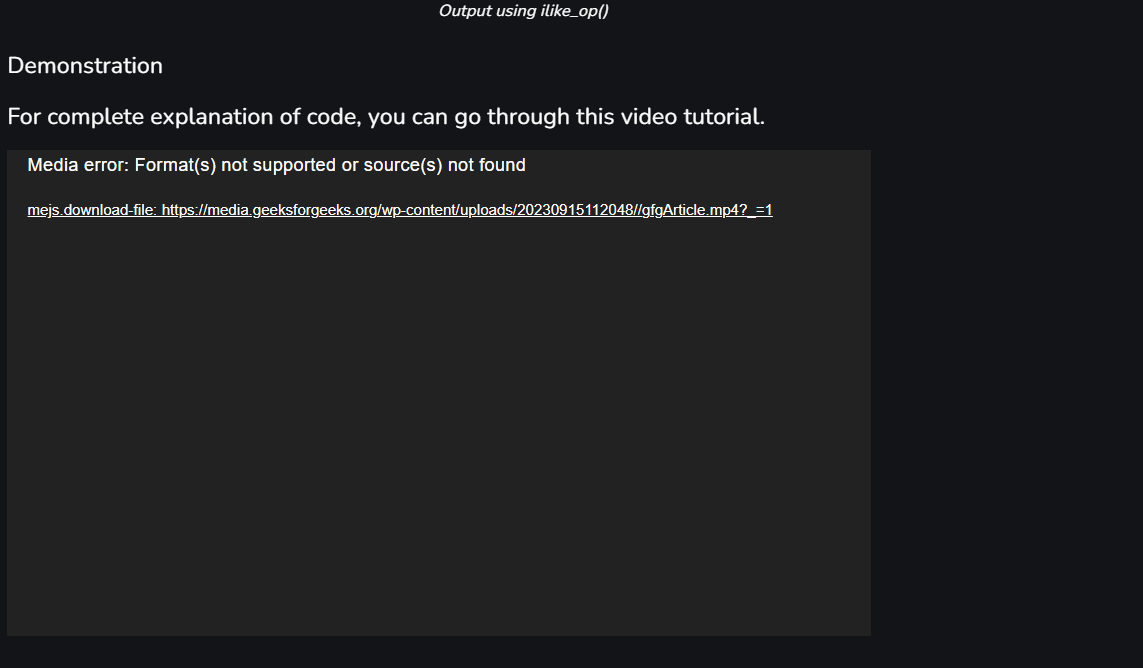 Output using ilike_op()
Demonstration
For complete explanation of code, you can go through this video tutorial.
Media error: Format(s) not supported or source(s) not found
mejs.download-file: https://media.geeksforgeeks.org/wp-content/uploads/20230915112048//gfgArticle.mp4?_=1